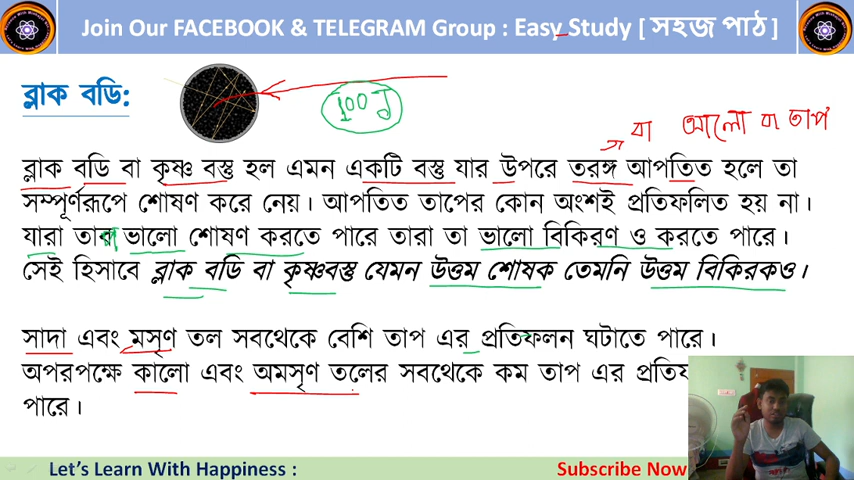 Join Our FACEBOOK & TELEGRAM Group : Easy Study [ সহজ পাঠ ]
ব্লাক বডি:
100 J
বা আলো বা তাপ
ব্লাক বডি বা কৃষ্ণ বস্তু হল এমন একটি বস্তু যার উপরে তরঙ্গ আপতিত হলে তা
সম্পূর্ণরূপে শোষণ করে নেয়। আপতিত তাপের কোন অংশই প্রতিফলিত হয় না।
যারা তাপ ভালো শোষণ করতে পারে তারা তা ভালো বিকিরণ ও করতে পারে।
সেই হিসাবে ব্লাক বডি বা কৃষ্ণবস্তু যেমন উত্তম শোষক তেমনি উত্তম বিকিরকও।
সাদা এবং মসৃণ তল সবথেকে বেশি তাপ এর প্রতিফলন ঘটাতে পারে।
অপরপক্ষে কালো এবং অমসৃণ তলের সবথেকে কম তাপ এর
পারে।
Let's Learn With Happiness :
Subscribe Now